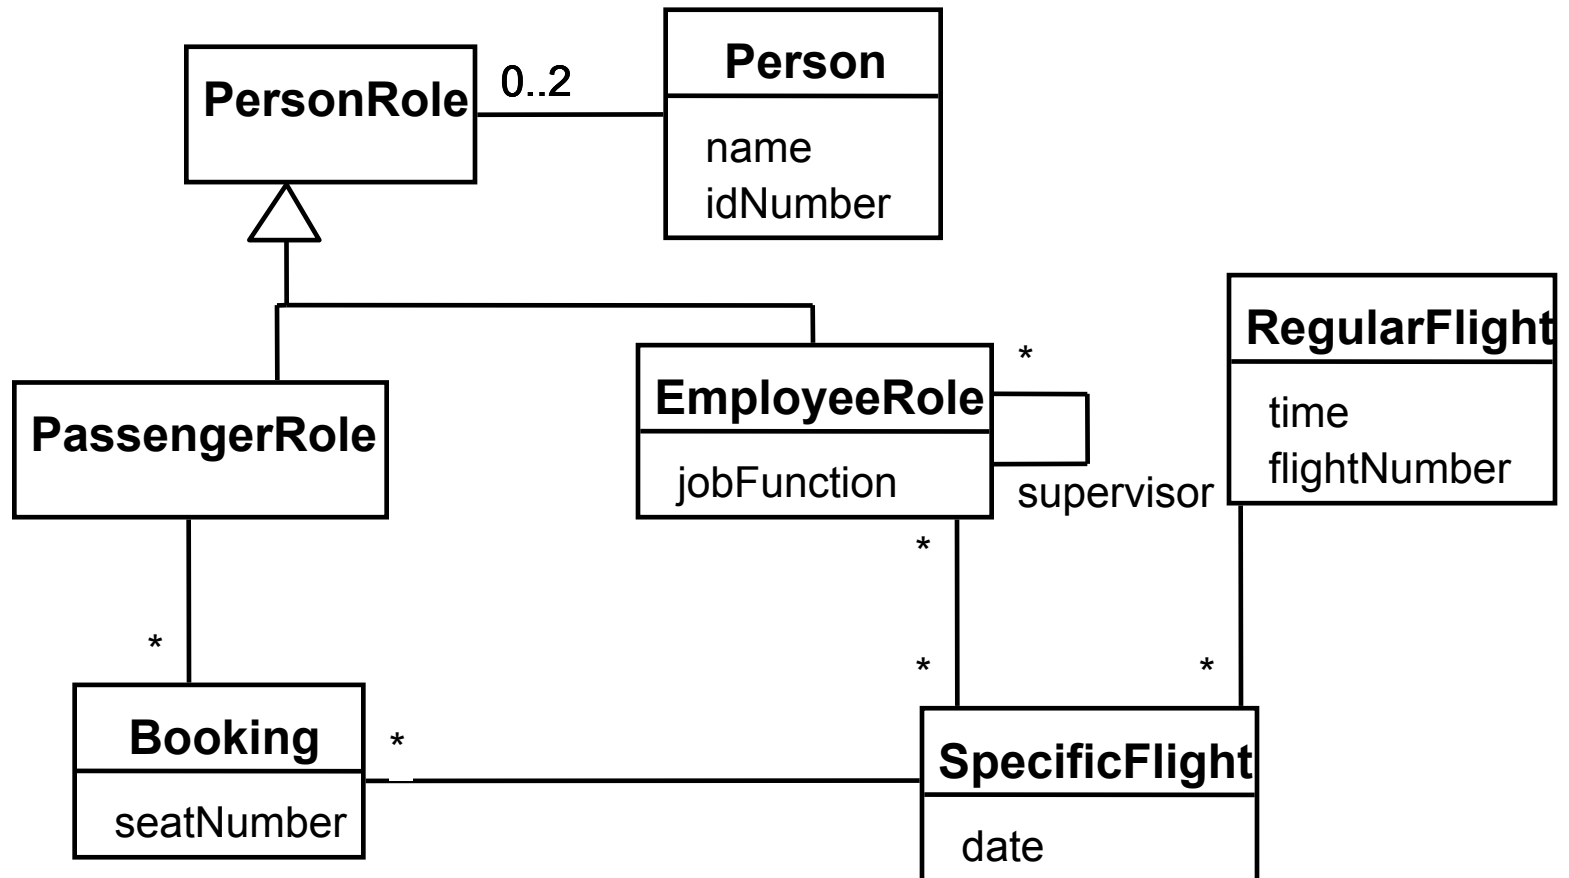 Person
PersonRole
0..2
name
idNumber
RegularFlight
*
EmployeeRole
time
PassengerRole
flightNumber
jobFunction
supervisor
*
*
*
*
Booking
*
SpecificFlight
seatNumber
date